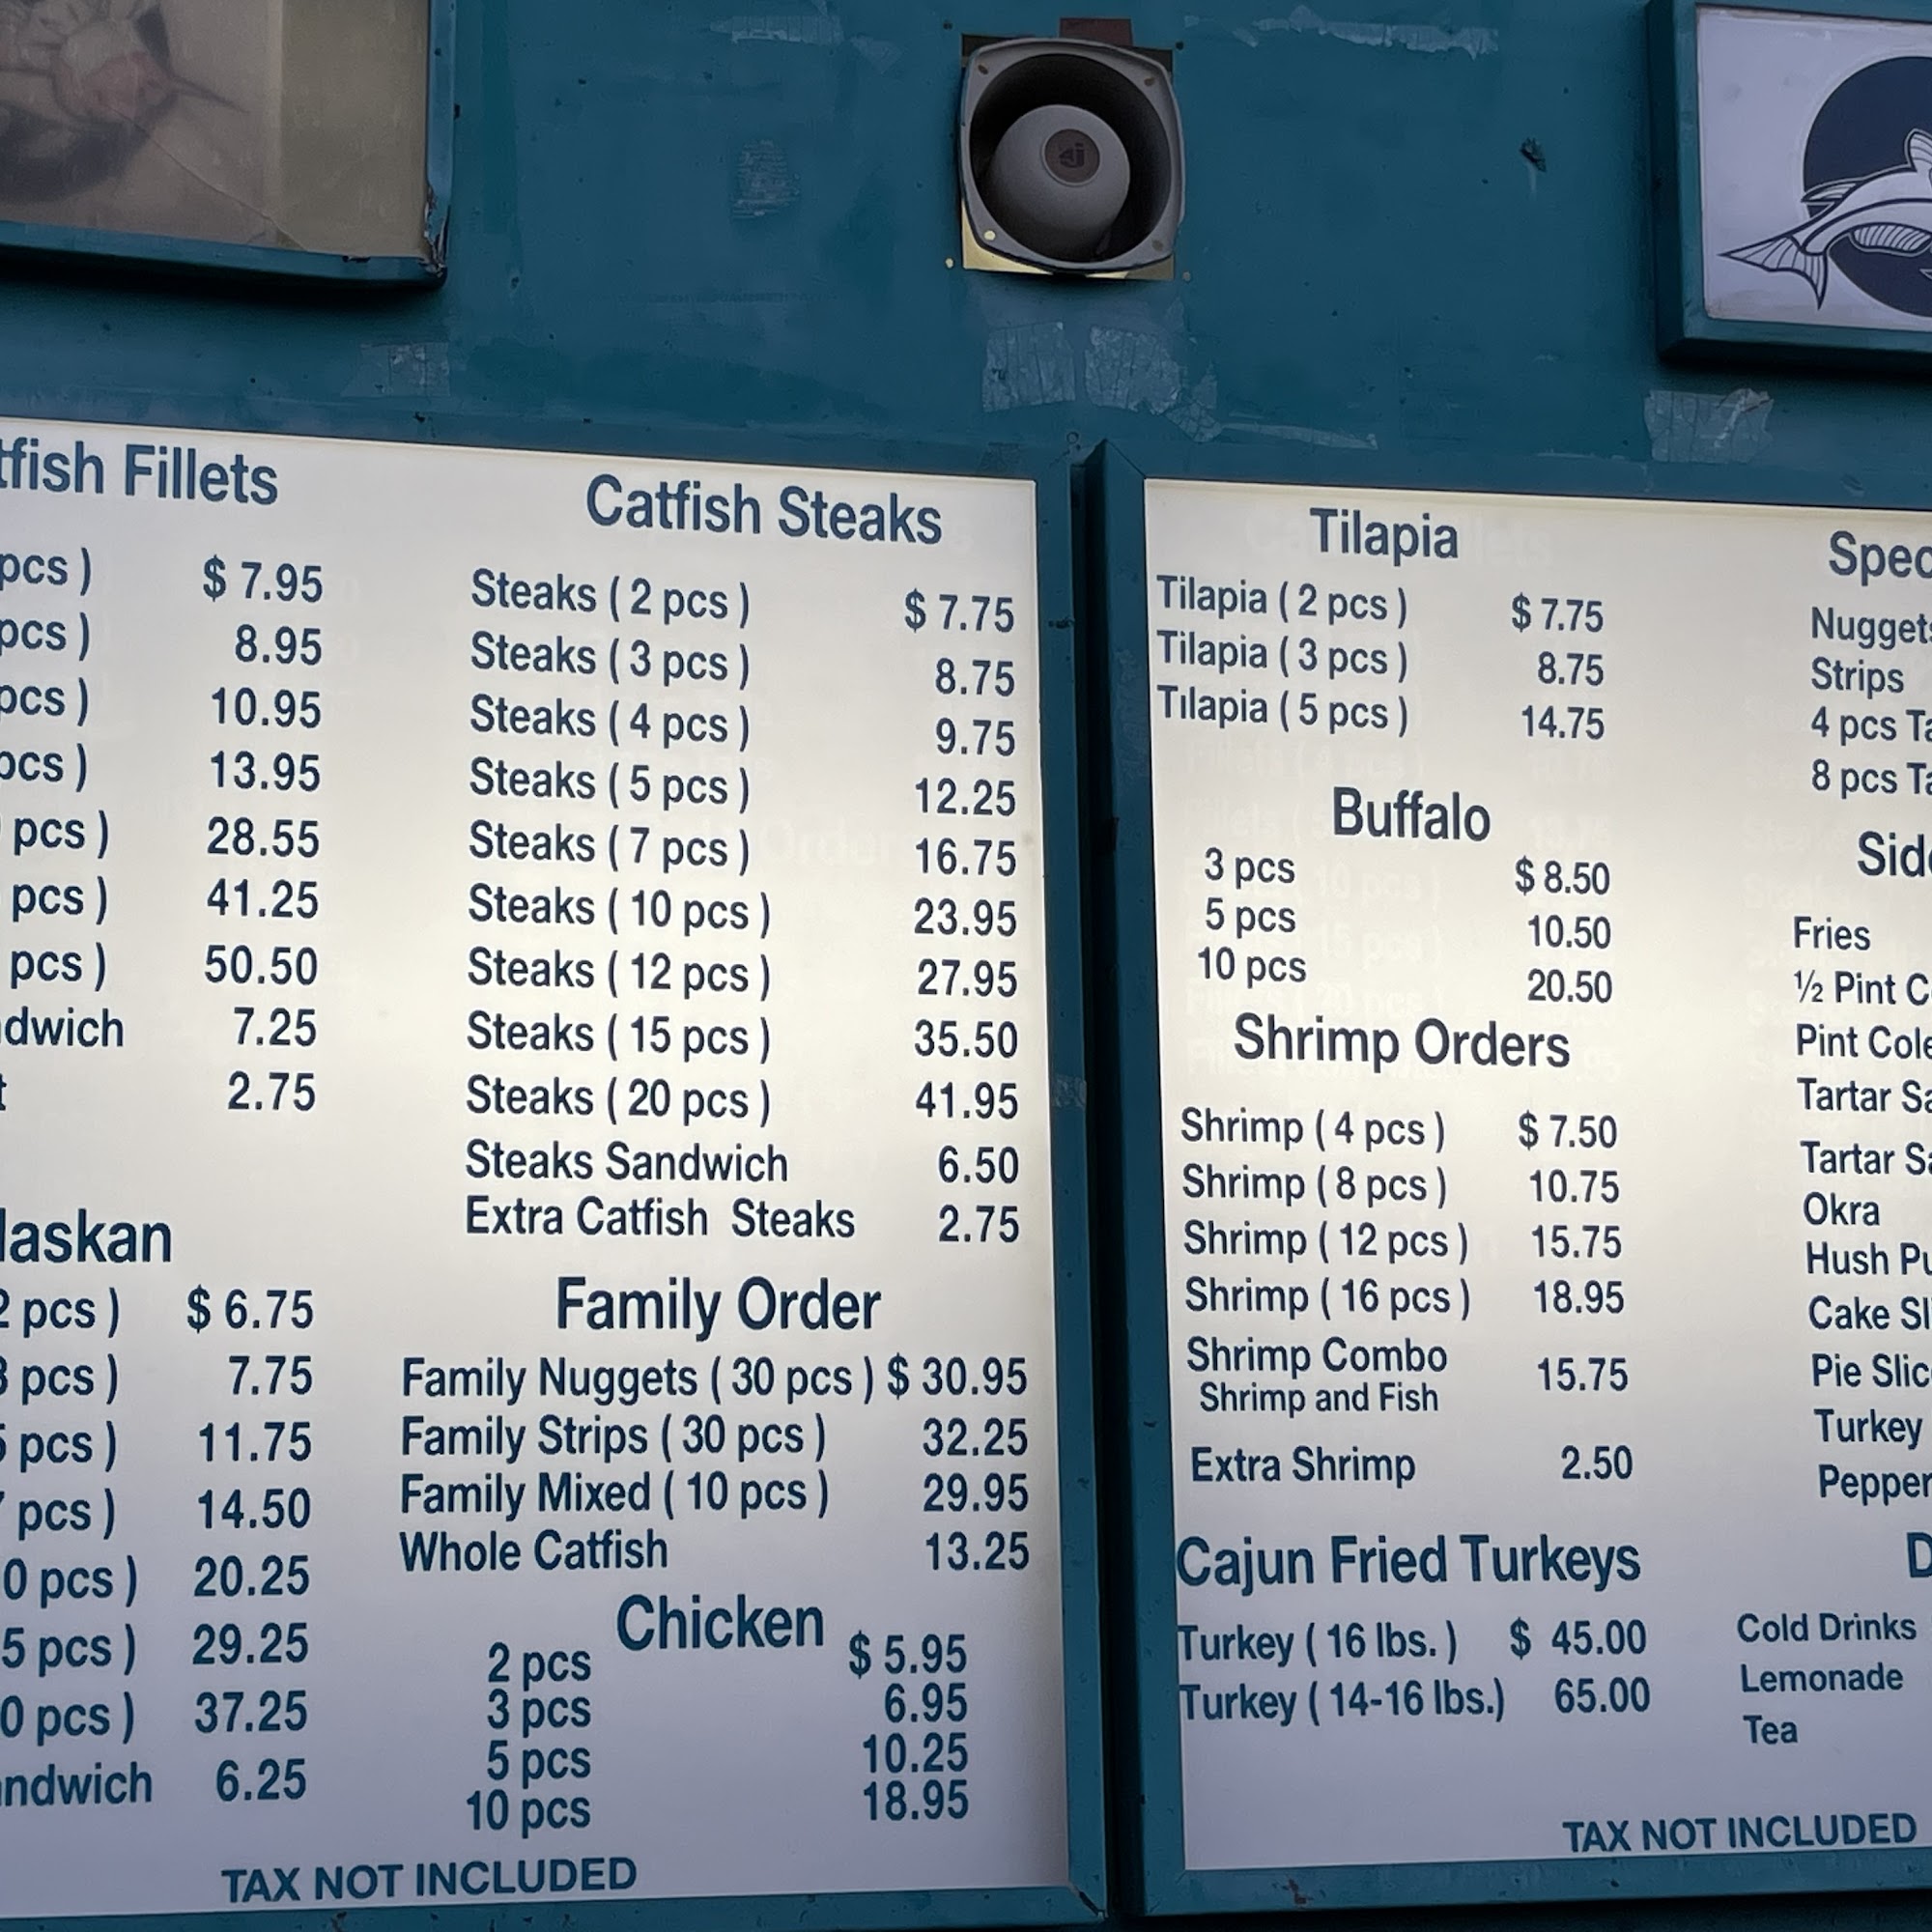 tfish Fillets
pcs ) $ 7.95
pcs ) 8.95
pcs ) 10.95
pcs ) 13.95
pcs ) 28.55
pcs ) 41.25
pcs ) 50.50
dwich 7.25
t 2.75
laskan
2 pcs ) $ 6.75
3 pcs ) 7.75
5 pcs ) 11.75
7 pcs ) 14.50
0 pcs ) 20.25
5 pcs ) 29.25
0 pcs ) 37.25
ndwich 6.25
Catfish Steaks
Steaks ( 2 pcs ) $ 7.75
Steaks ( 3 pcs ) 8.75
Steaks ( 4 pcs ) 9.75
Steaks ( 5 pcs ) 12.25
Steaks ( 7 pcs ) 16.75
Steaks ( 10 pcs ) 23.95
Steaks ( 12 pcs ) 27.95
Steaks ( 15 pcs ) 35.50
Steaks ( 20 pcs ) 41.95
Steaks Sandwich 6.50
Extra Catfish Steaks 2.75
Family Order
Family Nuggets ( 30 pcs ) $ 30.95
Family Strips ( 30 pcs ) 32.25
Family Mixed ( 10 pcs ) 29.95
Whole Catfish 13.25
Chicken
2 pcs $ 5.95
3 pcs 6.95
5 pcs 10.25
10 pcs 18.95
TAX NOT INCLUDED
Tilapia
Tilapia ( 2 pcs ) $ 7.75
Tilapia ( 3 pcs ) 8.75
Tilapia ( 5 pcs ) 14.75
Buffalo
3 pcs $ 8.50
5 pcs 10.50
10 pcs 20.50
Shrimp Orders
Shrimp ( 4 pcs ) $ 7.50
Shrimp ( 8 pcs ) 10.75
Shrimp ( 12 pcs ) 15.75
Shrimp ( 16 pcs ) 18.95
Shrimp Combo 15.75
Shrimp and Fish
Extra Shrimp 2.50
Cajun Fried Turkeys
Turkey ( 16 lbs. ) $ 45.00
Turkey ( 14-16 lbs.) 65.00
Spec
Nuggets
Strips
4 pcs Ta
8 pcs Ta
Side
Fries
½ Pint C
Pint Cole
Tartar Sa
Tartar Sa
Okra
Hush Pu
Cake Sl
Pie Slic
Turkey
Pepper
D
Cold Drinks
Lemonade
Tea
TAX NOT INCLUDED